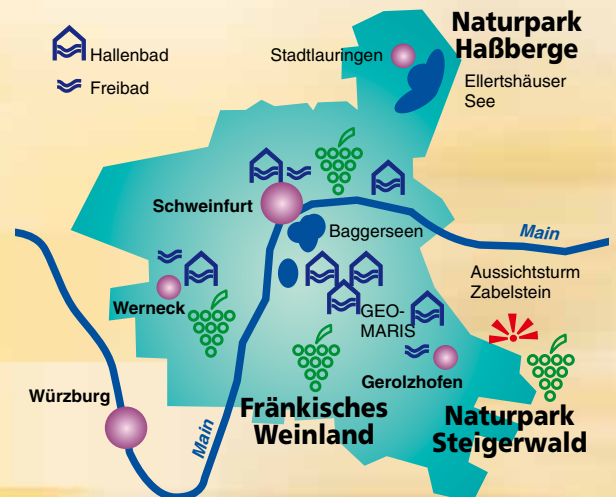 Naturpark
Haßberge
Hallenbad
Stadtlauringen
Freibad
Ellertshäuser
See
Schweinfurt
Baggerseen
Main
Aussichtsturm
Zabelstein
Werneck
GEO-
MARIS
Gerolzhofen
Würzburg
Fränkisches
Weinland
Main
Naturpark
Steigerwald